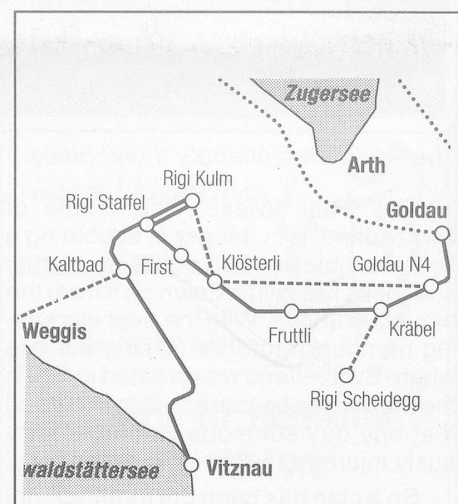 Zugersee
Arth
Rigi Kulm
Rigi Staffel
Goldau
Kaltbad
First
Klösterli
Goldau N4
Weggis
Fruttli
Kräbel
Rigi Scheidegg
waldstättersee
Vitznau